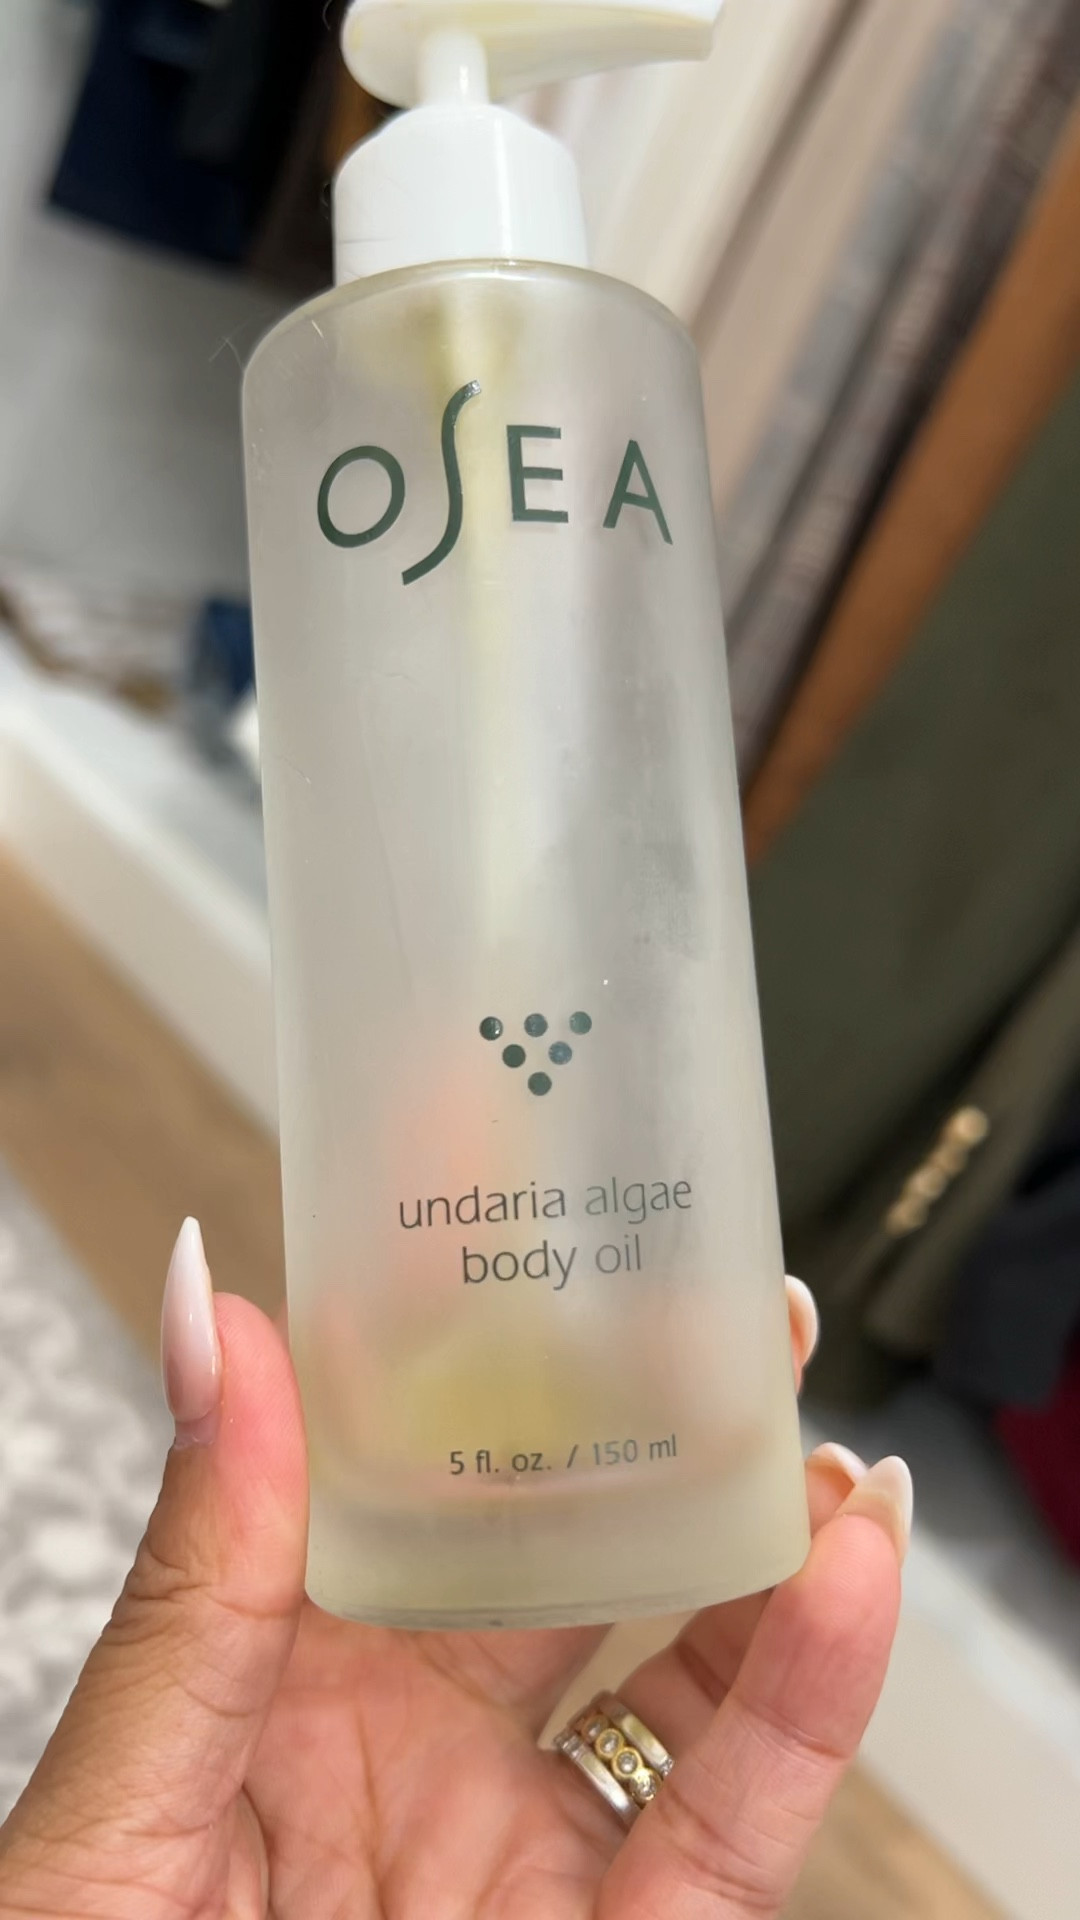 OSEA
undaria algae
body oil
5 fl. oz. / 150 ml